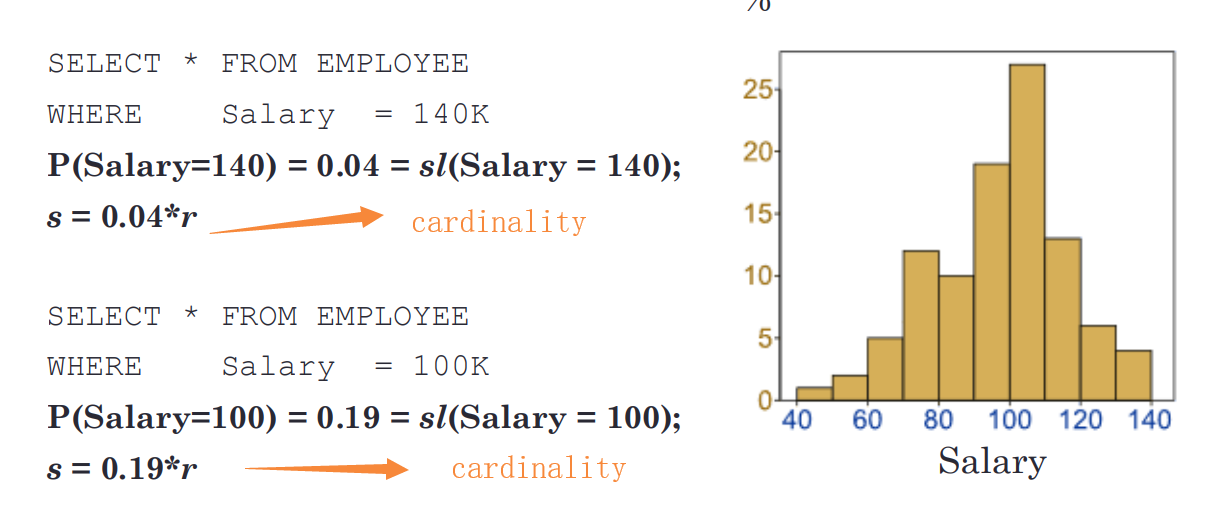 SELECT * FROM EMPLOYEE
WHERE Salary = 140K
P(Salary=140) = 0.04 = sl(Salary = 140);
s = 0.04*r
cardinality
SELECT * FROM EMPLOYEE
WHERE Salary = 100K
P(Salary=100) = 0.19 = sl(Salary = 100);
s = 0.19*r
cardinality
%
25
20
15
10
5
0
40 60 80 100 120 140
Salary